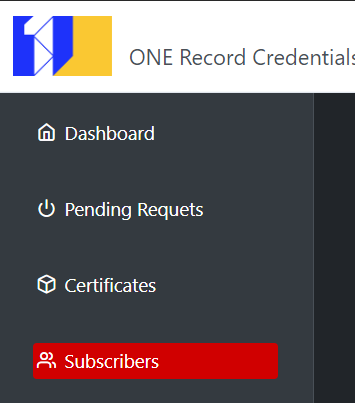 ONE Record Credentials
Dashboard
Pending Requets
Certificates
Subscribers